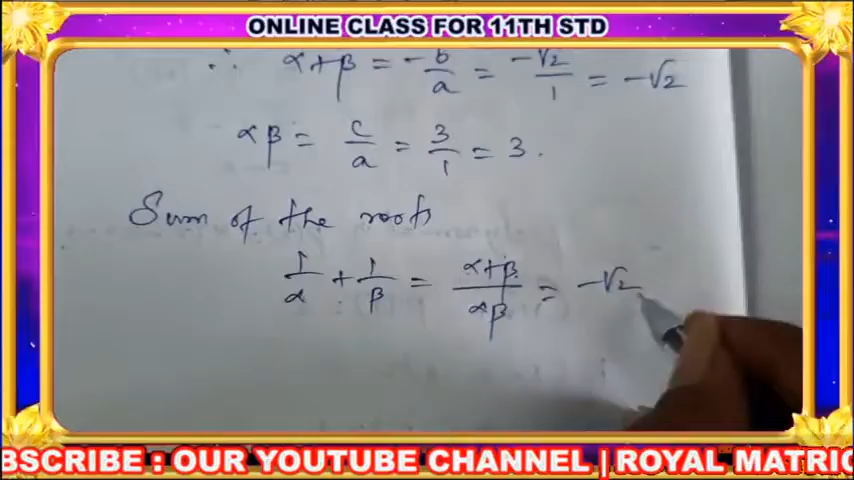 ONLINE CLASS FOR 11TH STD
∴ α+β = -b/a = -√2/1 = -√2
αβ = c/a = 3/1 = 3.
Sum of the roots
1/α + 1/β = α+β/αβ = -√2
BSCRIBE : OUR YOUTUBE CHANNEL | ROYAL MATRIC